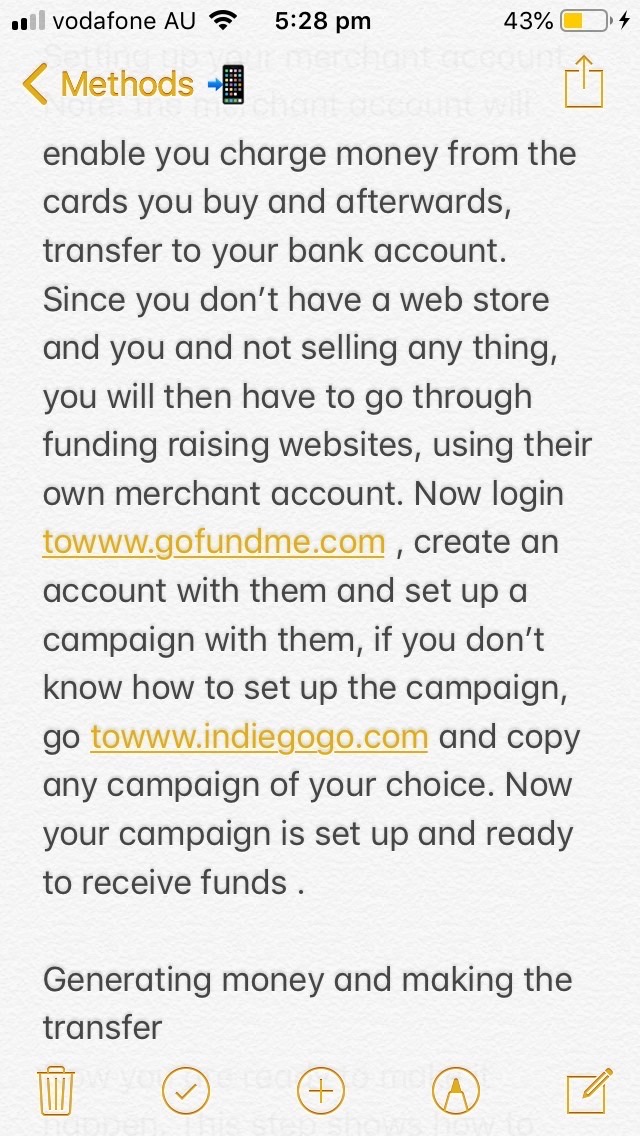 vodafone AU 5:28 pm 43%
Setting up your merchant account
Methods
Note: the merchant account will
enable you charge money from the
cards you buy and afterwards,
transfer to your bank account.
Since you don’t have a web store
and you and not selling any thing,
you will then have to go through
funding raising websites, using their
own merchant account. Now login
towww.gofundme.com , create an
account with them and set up a
campaign with them, if you don’t
know how to set up the campaign,
go towww.indiegogo.com and copy
any campaign of your choice. Now
your campaign is set up and ready
to receive funds .
Generating money and making the
transfer
Now you are ready to make it
happen. This step shows how to